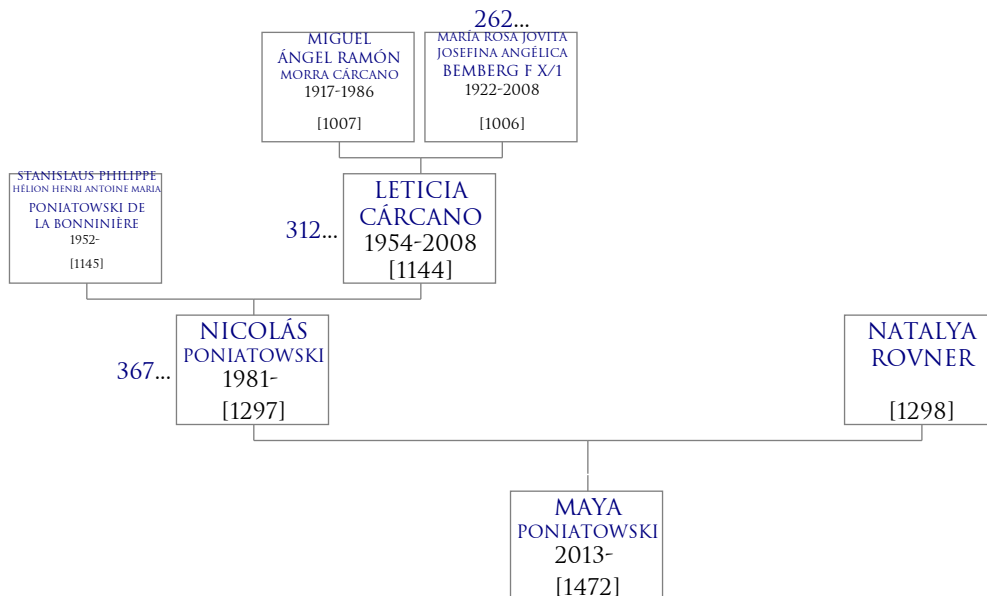 262...
MIGUEL
ÁNGEL RAMÓN
MORRA CÁRCANO
1917-1986
[1007]
MARÍA ROSA JOVITA
JOSEFINA ANGÉLICA
BEMBERG F X/1
1922-2008
[1006]
STANISLAUS PHILIPPE
HÉLION HENRI ANTOINE MARIA
PONIATOWSKI DE
LA BONNINIÈRE
1952-
[1145]
312...
LETICIA
CÁRCANO
1954-2008
[1144]
367...
NICOLÁS
PONIATOWSKI
1981-
[1297]
NATALYA
ROVNER
[1298]
MAYA
PONIATOWSKI
2013-
[1472]